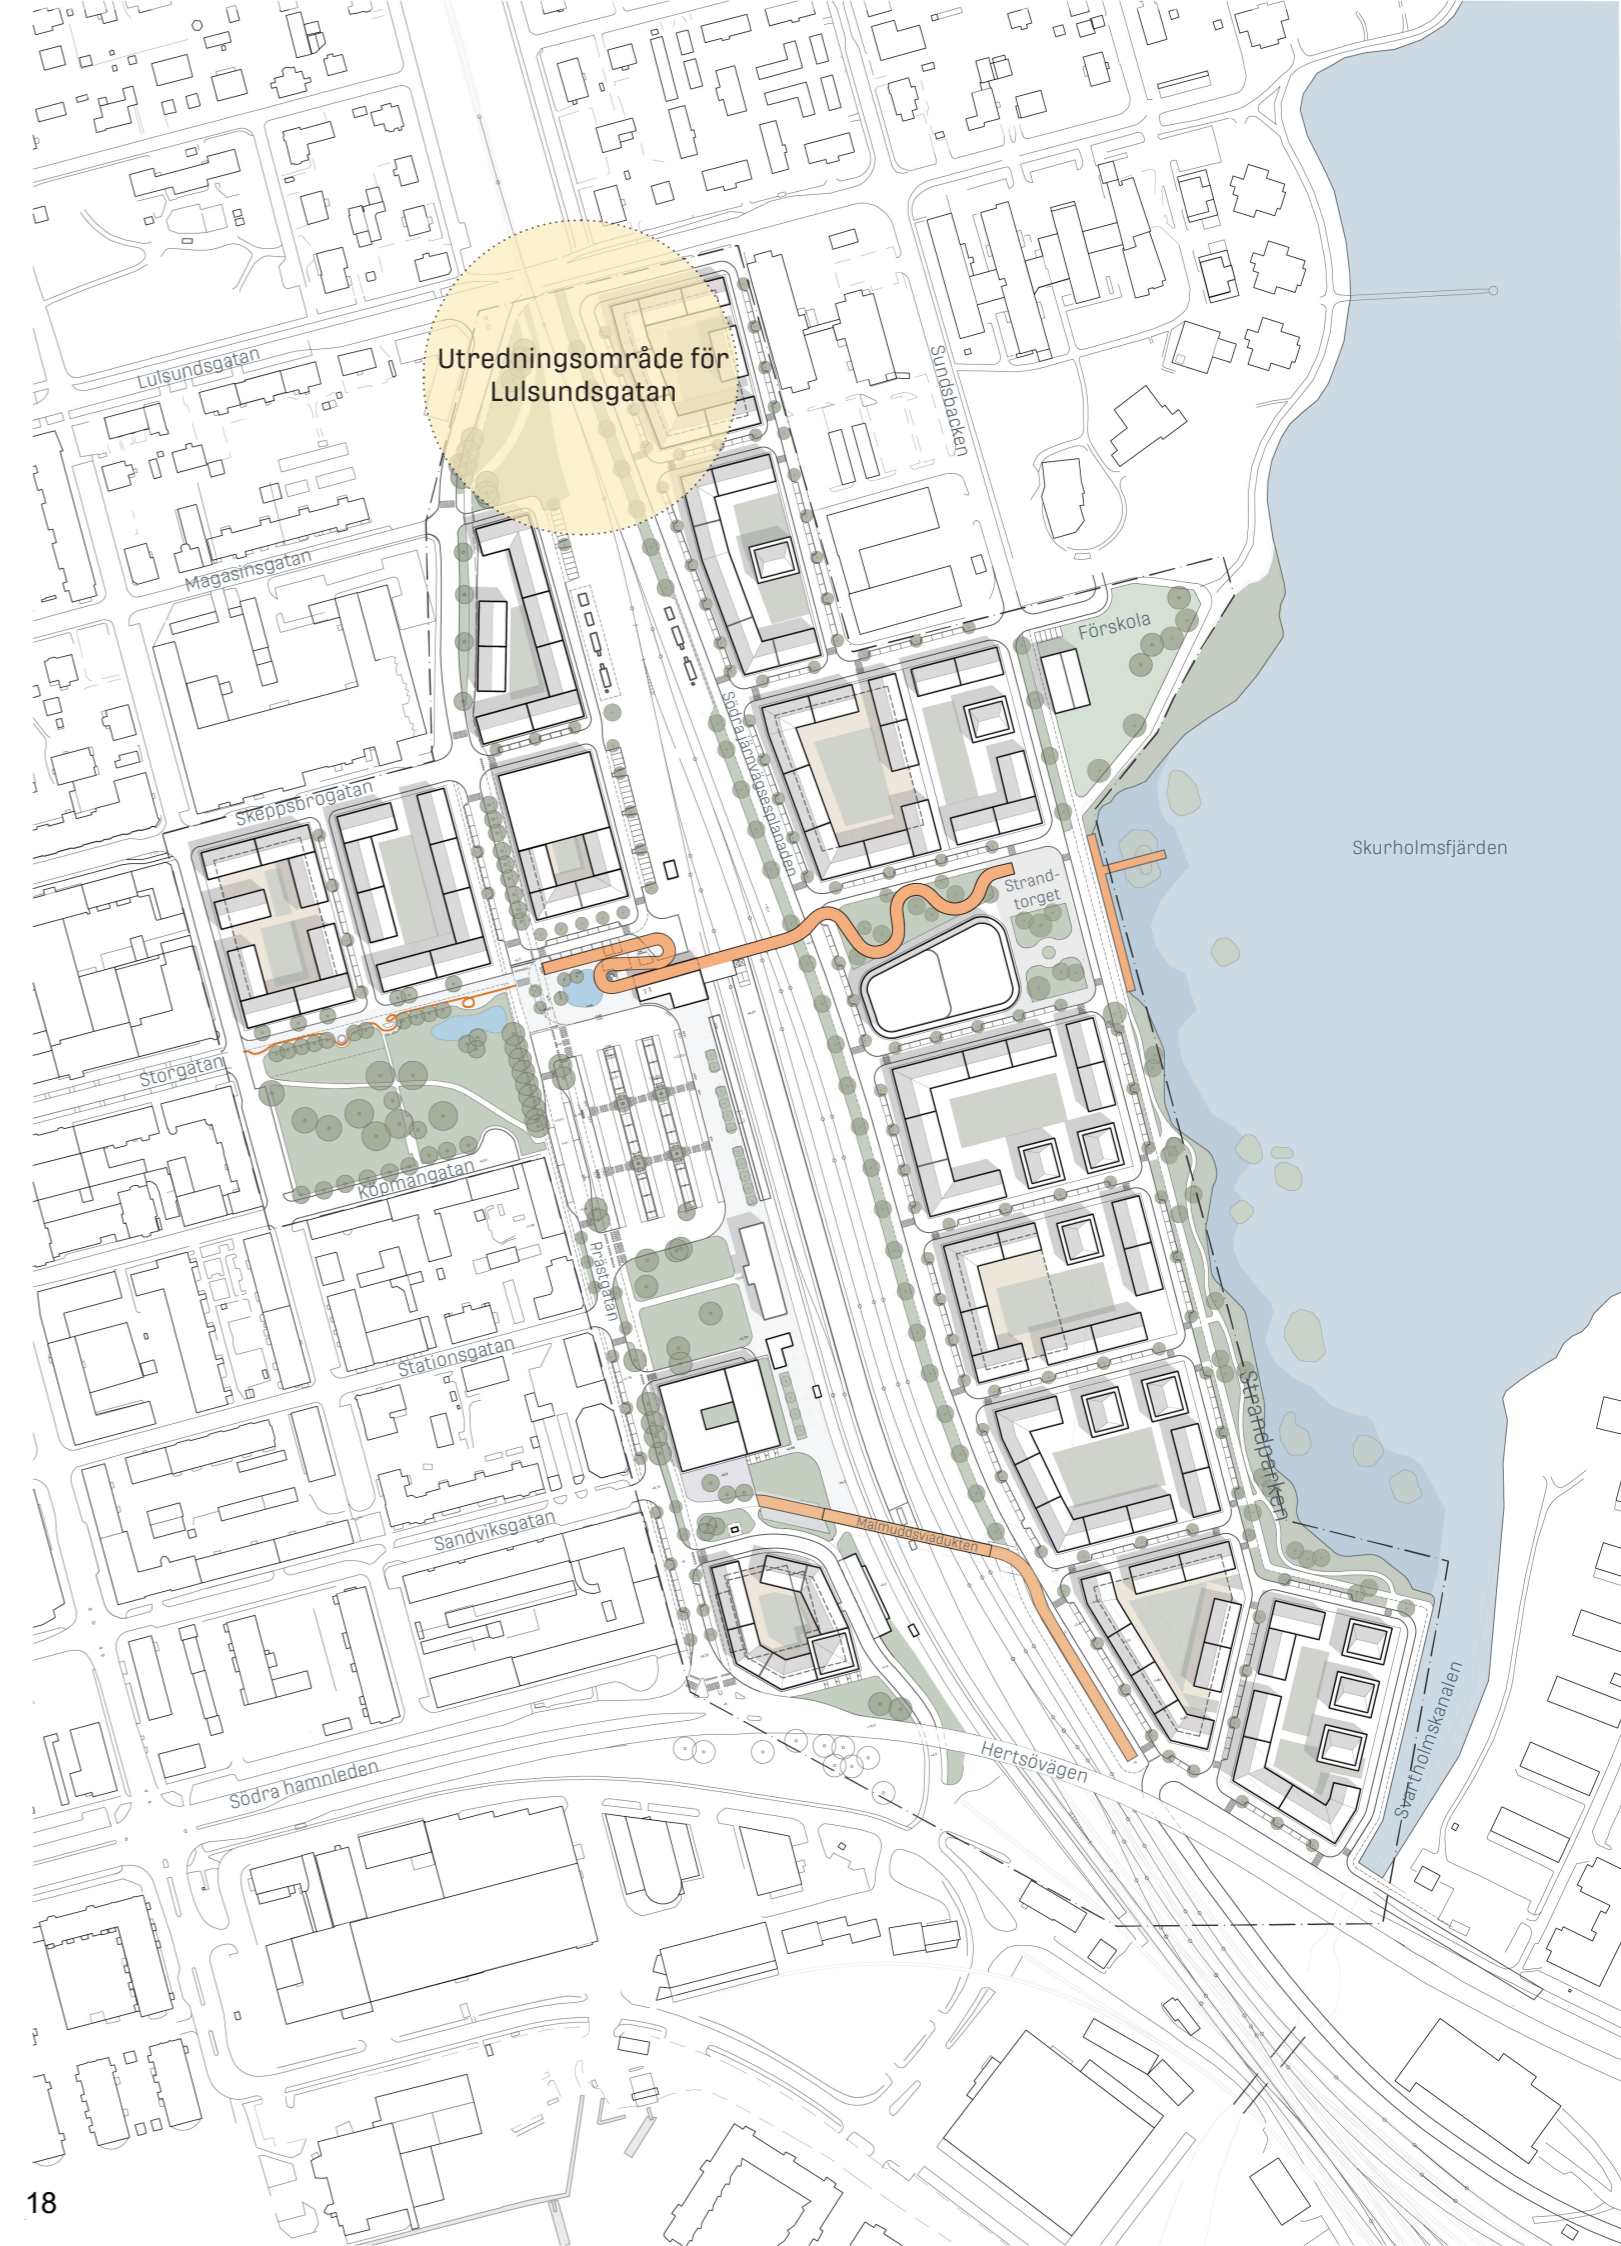 Utredningsområde för
Lulsundsgatan
Lulsundsgatan
Sundsbacken
Magasinsgatan
Förskola
Södra järnvägsesplanaden
Skeppsbrogatan
Skurholmsfjärden
Strand-
torget
Storgatan
Köpmangatan
Prästgatan
Stationsgatan
Strandparken
Sandviksgatan
Malmuddsviadukten
Svartholmskanalen
Hertsövägen
Södra hamnleden
18